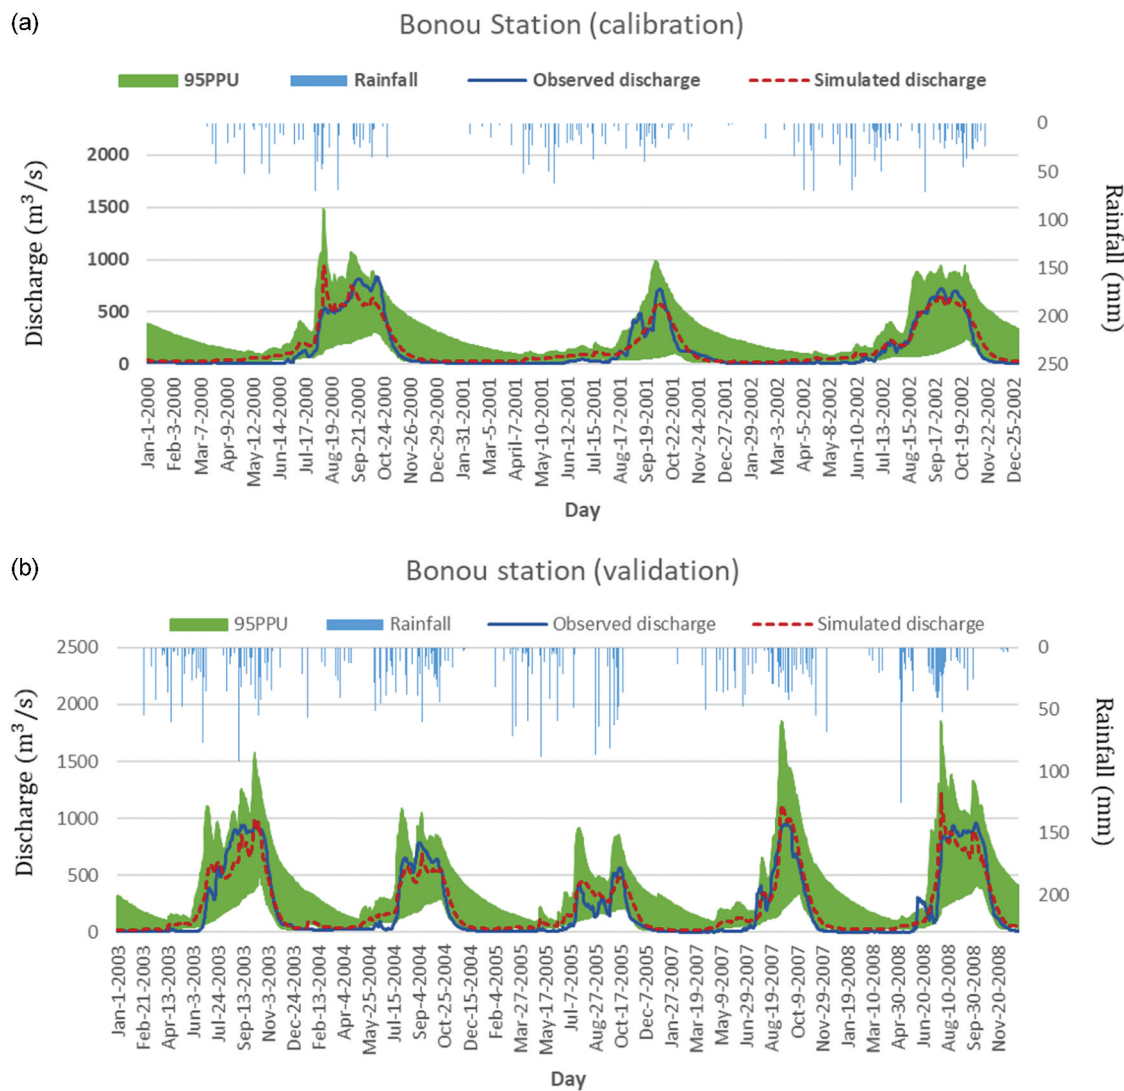 (a)
Bonou Station (calibration)
95PPU Rainfall Observed discharge Simulated discharge
Discharge (m³/s)
2000
1500
1000
500
0
0
50
100
150
200
250
Rainfall (mm)
Jan-1-2000
Feb-3-2000
Mar-7-2000
Apr-9-2000
May-12-2000
Jun-14-2000
Jul-17-2000
Aug-19-2000
Sep-21-2000
Oct-24-2000
Nov-26-2000
Dec-29-2000
Jan-31-2001
Mar-5-2001
April-7-2001
May-10-2001
Jun-12-2001
Jul-15-2001
Aug-17-2001
Sep-19-2001
Oct-22-2001
Nov-24-2001
Dec-27-2001
Jan-29-2002
Mar-3-2002
Apr-5-2002
May-8-2002
Jun-10-2002
Jul-13-2002
Aug-15-2002
Sep-17-2002
Oct-19-2002
Nov-22-2002
Dec-25-2002
Day
(b)
Bonou station (validation)
95PPU Rainfall Observed discharge Simulated discharge
Discharge (m³/s)
2500
2000
1500
1000
500
0
0
50
100
150
200
Rainfall (mm)
Jan-1-2003
Feb-21-2003
Apr-13-2003
Jun-3-2003
Jul-24-2003
Sep-13-2003
Nov-3-2003
Dec-24-2003
Feb-13-2004
Apr-4-2004
May-25-2004
Jul-15-2004
Sep-4-2004
Oct-25-2004
Dec-15-2004
Feb-4-2005
Mar-27-2005
May-17-2005
Jul-7-2005
Aug-27-2005
Oct-17-2005
Dec-7-2005
Jan-27-2007
Mar-19-2007
May-9-2007
Jun-29-2007
Aug-19-2007
Oct-9-2007
Nov-29-2007
Jan-19-2008
Mar-10-2008
Apr-30-2008
Jun-20-2008
Aug-10-2008
Sep-30-2008
Nov-20-2008
Day